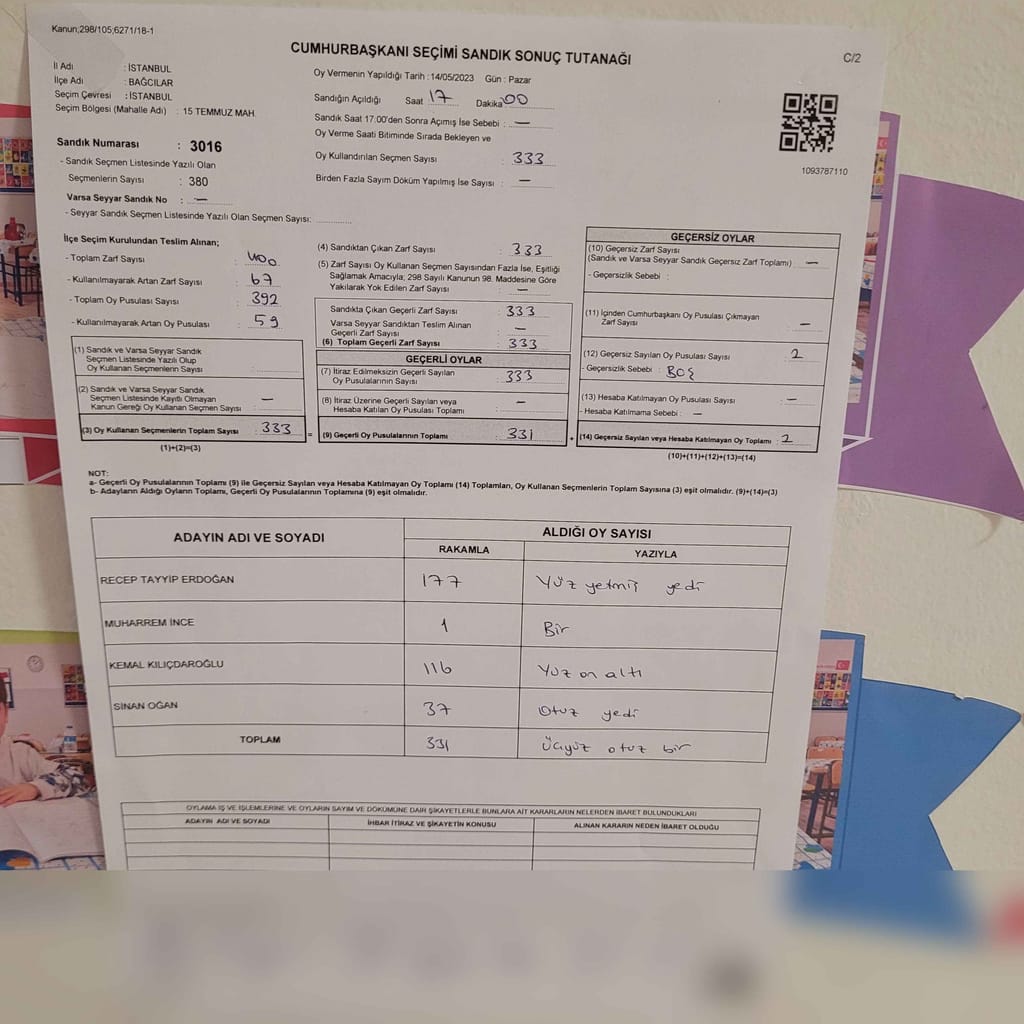 Kanun;298/105;6271/18-1
CUMHURBAŞKANI SEÇİMİ SANDIK SONUÇ TUTANAĞI
C/2
İl Adı : İSTANBUL
İlçe Adı : BAĞCILAR
Seçim Çevresi : İSTANBUL
Seçim Bölgesi (Mahalle Adı) : 15 TEMMUZ MAH.
Oy Vermenin Yapıldığı Tarih : 14/05/2023 Gün : Pazar
Sandığın Açıldığı Saat 17 Dakika 00
Sandık Saat 17:00'den Sonra Açımış İse Sebebi : —
Oy Verme Saati Bitiminde Sırada Bekleyen ve
Oy Kullandırılan Seçmen Sayısı : 333
Birden Fazla Sayım Döküm Yapılmış İse Sayısı : —
1093787110
Sandık Numarası : 3016
- Sandık Seçmen Listesinde Yazılı Olan
Seçmenlerin Sayısı : 380
Varsa Seyyar Sandık No : —
- Seyyar Sandık Seçmen Listesinde Yazılı Olan Seçmen Sayısı:
İlçe Seçim Kurulundan Teslim Alınan;
- Toplam Zarf Sayısı : 400
- Kullanılmayarak Artan Zarf Sayısı : 67
- Toplam Oy Pusulası Sayısı : 392
- Kullanılmayarak Artan Oy Pusulası : 59
(1) Sandık ve Varsa Seyyar Sandık
Seçmen Listesinde Yazılı Olup
Oy Kullanan Seçmenlerin Sayısı :
(2) Sandık ve Varsa Seyyar Sandık
Seçmen Listesinde Kayıtlı Olmayan
Kanun Gereği Oy Kullanan Seçmen Sayısı : —
(3) Oy Kullanan Seçmenlerin Toplam Sayısı : 333
(1)+(2)=(3)
(4) Sandıktan Çıkan Zarf Sayısı : 333
(5) Zarf Sayısı Oy Kullanan Seçmen Sayısından Fazla İse, Eşitliği
Sağlamak Amacıyla; 298 Sayılı Kanunun 98. Maddesine Göre
Yakılarak Yok Edilen Zarf Sayısı : —
Sandıkta Çıkan Geçerli Zarf Sayısı : 333
Varsa Seyyar Sandıktan Teslim Alınan
Geçerli Zarf Sayısı : —
(6) Toplam Geçerli Zarf Sayısı : 333
GEÇERLİ OYLAR
(7) İtiraz Edilmeksizin Geçerli Sayılan
Oy Pusulalarının Sayısı : 333
(8) İtiraz Üzerine Geçerli Sayılan veya
Hesaba Katılan Oy Pusulası Toplamı : —
= (9) Geçerli Oy Pusulalarının Toplamı : 331
GEÇERSİZ OYLAR
(10) Geçersiz Zarf Sayısı
(Sandık ve Varsa Seyyar Sandık Geçersiz Zarf Toplamı) : —
- Geçersizlik Sebebi :
(11) İçinden Cumhurbaşkanı Oy Pusulası Çıkmayan
Zarf Sayısı : —
(12) Geçersiz Sayılan Oy Pusulası Sayısı : 2
- Geçersizlik Sebebi : BOŞ
(13) Hesaba Katılmayan Oy Pusulası Sayısı : —
- Hesaba Katılmama Sebebi : —
+ (14) Geçersiz Sayılan veya Hesaba Katılmayan Oy Toplamı : 2
(10)+(11)+(12)+(13)=(14)
NOT:
a- Geçerli Oy Pusulalarının Toplamı (9) ile Geçersiz Sayılan veya Hesaba Katılmayan Oy Toplamı (14) Toplamları, Oy Kullanan Seçmenlerin Toplam Sayısına (3) eşit olmalıdır. (9)+(14)=(3)
b- Adayların Aldığı Oyların Toplamı, Geçerli Oy Pusulalarının Toplamına (9) eşit olmalıdır.
ADAYIN ADI VE SOYADI
ALDIĞI OY SAYISI
RAKAMLA YAZIYLA
RECEP TAYYİP ERDOĞAN 177 Yüz yetmiş yedi
MUHARREM İNCE 1 Bir
KEMAL KILIÇDAROĞLU 116 Yüz on altı
SİNAN OĞAN 37 Otuz yedi
TOPLAM 331 Üçyüz otuz bir
OYLAMA İŞ VE İŞLEMLERİNE VE OYLARIN SAYIM VE DÖKÜMÜNE DAİR ŞİKAYETLERLE BUNLARA AİT KARARLARIN NELERDEN İBARET BULUNDUKLARI
ADAYIN ADI VE SOYADI İHBAR İTİRAZ VE ŞİKAYETİN KONUSU ALINAN KARARIN NEDEN İBARET OLDUĞU